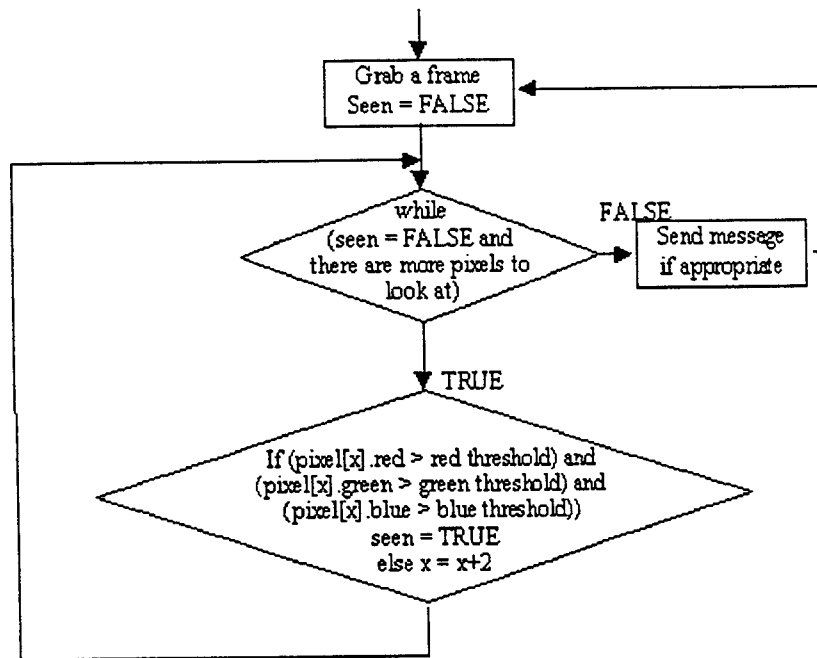 Grab a frame
Seen = FALSE
while
(seen = FALSE and
there are more pixels to
look at)
FALSE
Send message
if appropriate
TRUE
If (pixel[x].red > red threshold) and
(pixel[x].green > green threshold) and
(pixel[x].blue > blue threshold))
seen = TRUE
else x = x+2